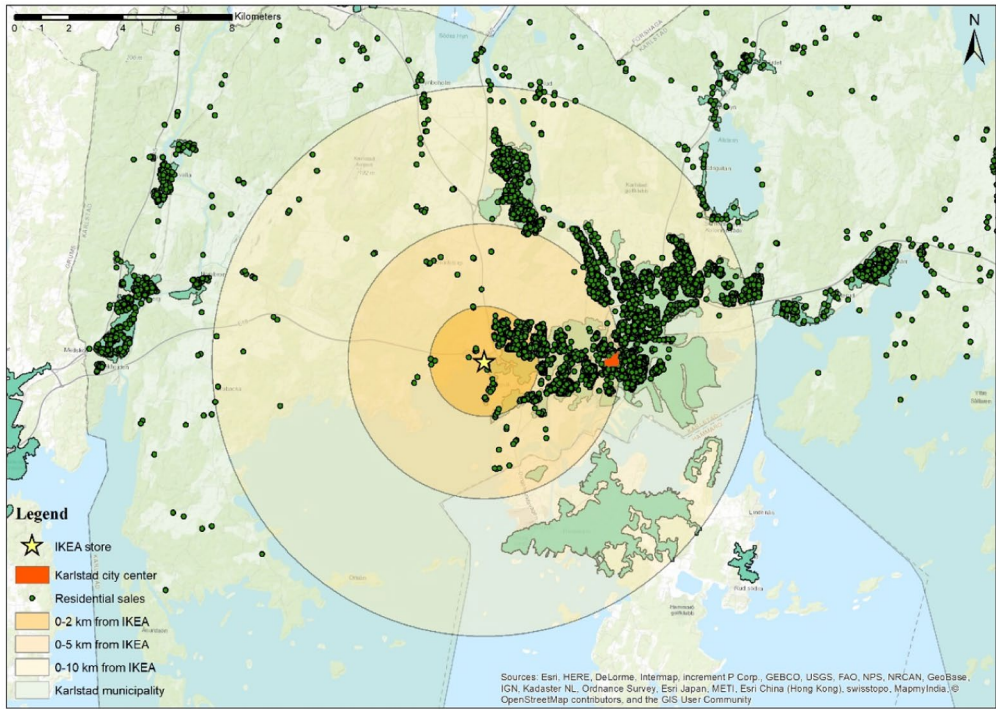 Kilometers
0 1 2 4 6 8
N
Legend
IKEA store
Karlstad city center
Residential sales
0-2 km from IKEA
0-5 km from IKEA
0-10 km from IKEA
Karlstad municipality
Sources: Esri, HERE, DeLorme, Intermap, increment P Corp., GEBCO, USGS, FAO, NPS, NRCAN, GeoBase,
IGN, Kadaster NL, Ordnance Survey, Esri Japan, METI, Esri China (Hong Kong), swisstopo, MapmyIndia, ©
OpenStreetMap contributors, and the GIS User Community